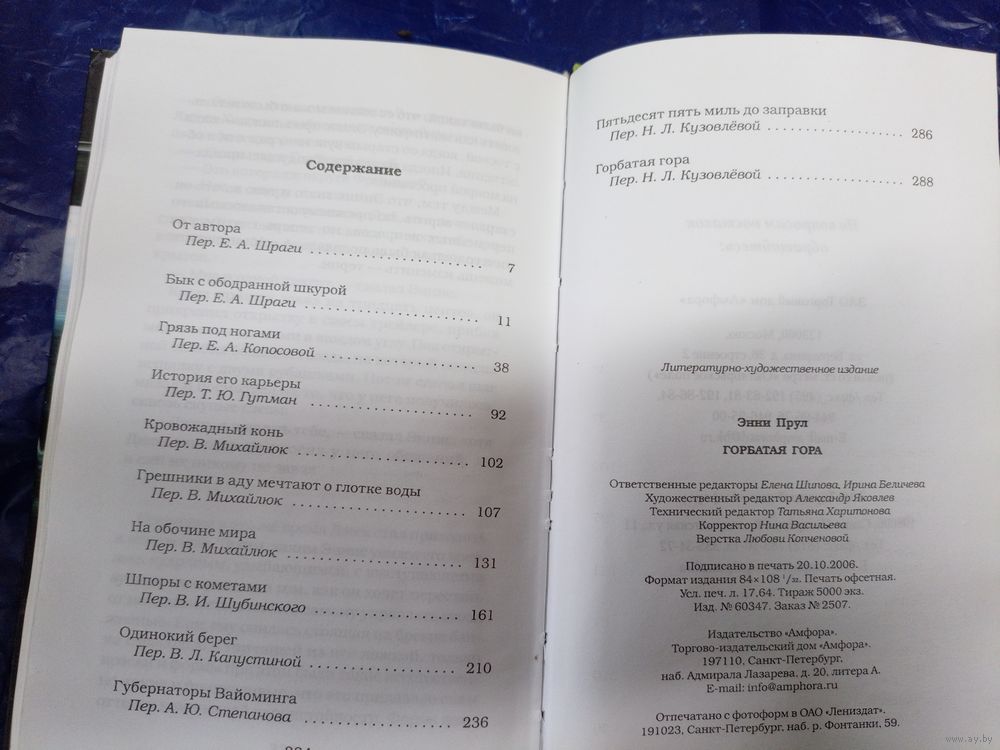 Содержание
От автора
Пер. Е. А. Шраги 7
Бык с ободранной шкурой
Пер. Е. А. Шраги 11
Грязь под ногами
Пер. Е. А. Копосовой 38
История его карьеры
Пер. Т. Ю. Гутман 92
Кровожадный конь
Пер. В. Михайлюк 102
Грешники в аду мечтают о глотке воды
Пер. В. Михайлюк 107
На обочине мира
Пер. В. Михайлюк 131
Шпоры с кометами
Пер. В. И. Шубинского 161
Одинокий берег
Пер. В. Л. Капустиной 210
Губернаторы Вайоминга
Пер. А. Ю. Степанова 236
Пятьдесят пять миль до заправки
Пер. Н. Л. Кузовлёвой 286
Горбатая гора
Пер. Н. Л. Кузовлёвой 288
Литературно-художественное издание
Энни Прул
ГОРБАТАЯ ГОРА
Ответственные редакторы Елена Шипова, Ирина Беличева
Художественный редактор Александр Яковлев
Технический редактор Татьяна Харитонова
Корректор Нина Васильева
Верстка Любови Копченовой
Подписано в печать 20.10.2006.
Формат издания 84×108 1/32. Печать офсетная.
Усл. печ. л. 17,64. Тираж 5000 экз.
Изд. № 60347. Заказ № 2507.
Издательство «Амфора».
Торгово-издательский дом «Амфора».
197110, Санкт-Петербург,
наб. Адмирала Лазарева, д. 20, литера А.
E-mail: info@amphora.ru
Отпечатано с фотоформ в ОАО «Лениздат».
191023, Санкт-Петербург, наб. р. Фонтанки, 59.
www.ay.by